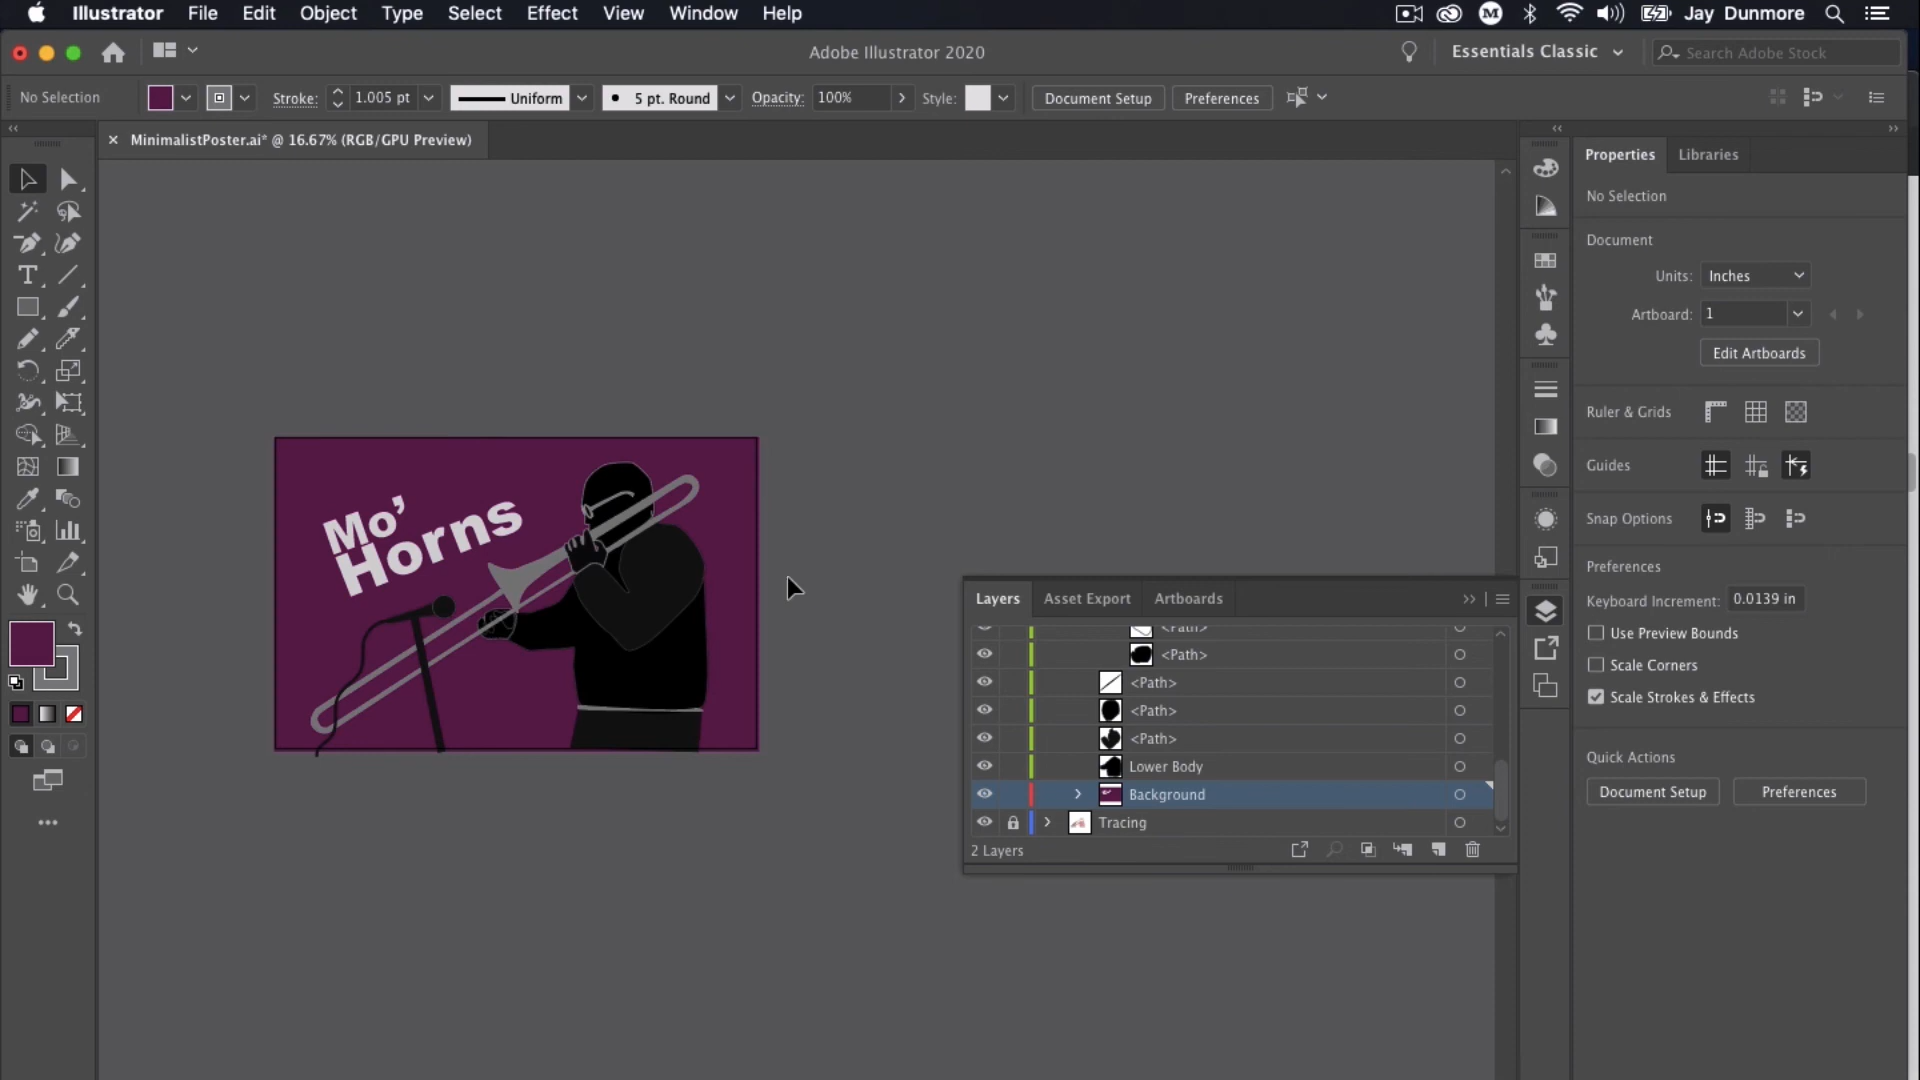 Illustrator File Edit Object Type Select Effect View Window Help
M
Jay Dunmore
Adobe Illustrator 2020
Essentials Classic
Search Adobe Stock
No Selection
Stroke: 1.005 pt
Uniform
5 pt. Round
Opacity: 100%
Style:
Document Setup
Preferences
MinimalistPoster.ai* @ 16.67% (RGB/GPU Preview)
Mo’
Horns
Layers Asset Export Artboards
<Path>
<Path>
<Path>
<Path>
<Path>
Lower Body
Background
Tracing
2 Layers
Properties Libraries
No Selection
Document
Units: Inches
Artboard: 1
Edit Artboards
Ruler & Grids
Guides
Snap Options
Preferences
Keyboard Increment: 0.0139 in
Use Preview Bounds
Scale Corners
Scale Strokes & Effects
Quick Actions
Document Setup
Preferences